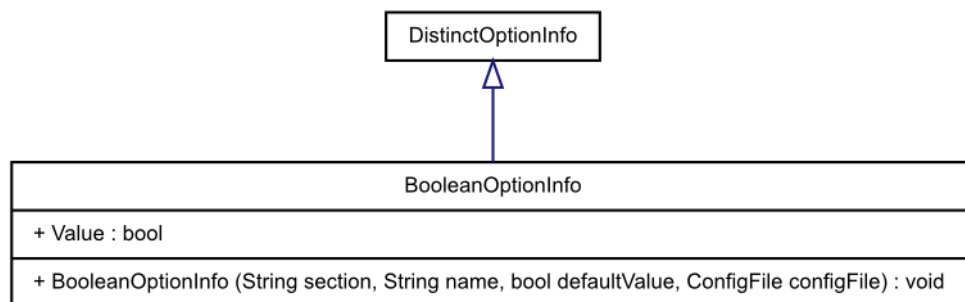 DistinctOptionInfo
BooleanOptionInfo
+ Value : bool
+ BooleanOptionInfo (String section, String name, bool defaultValue, ConfigFile configFile) : void